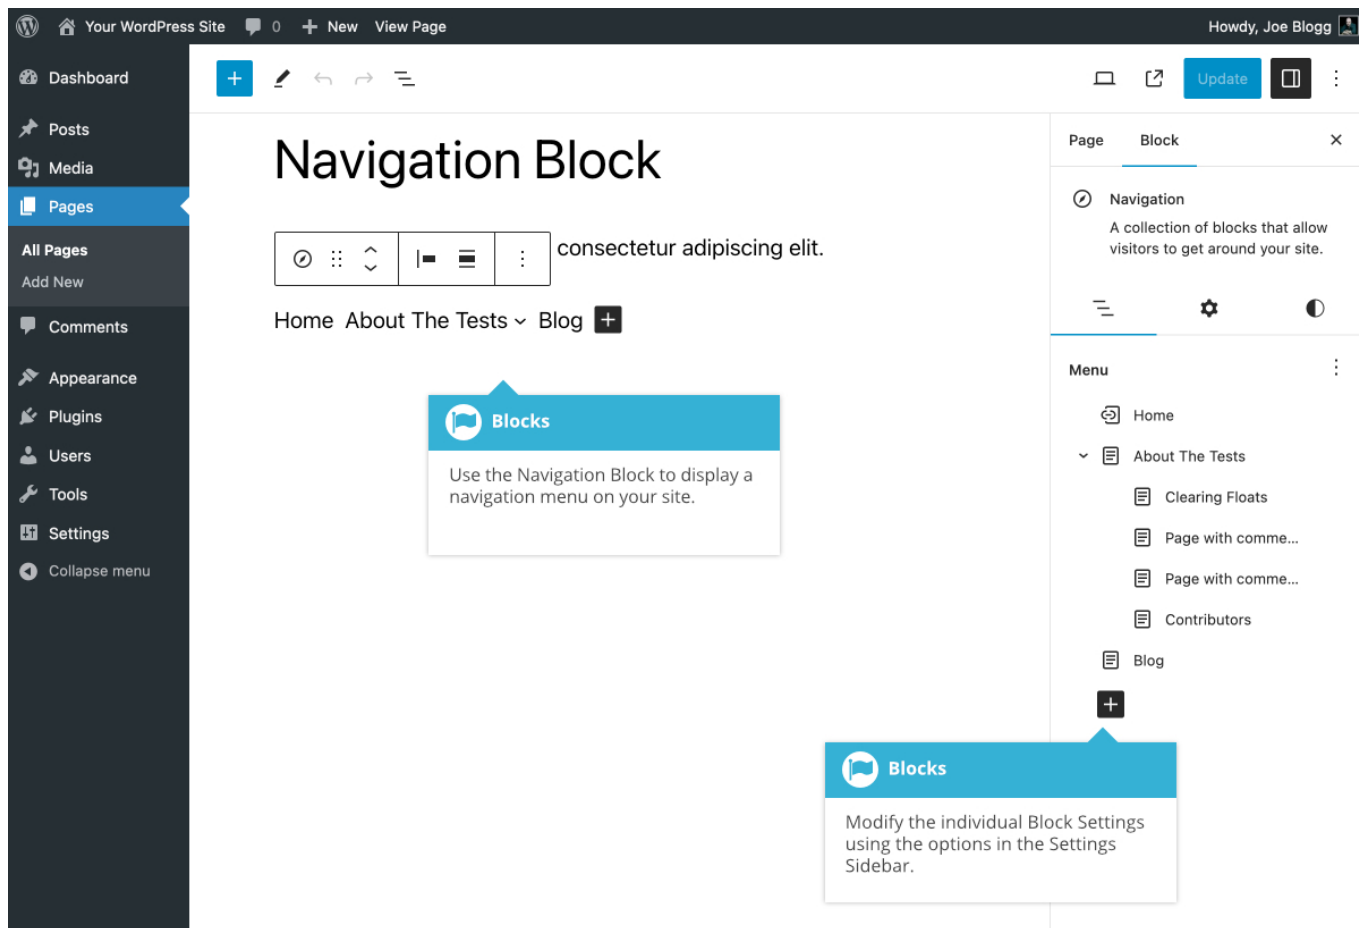 Your WordPress Site 0 New View Page Howdy, Joe Blogg
Dashboard
Posts
Media
Pages
All Pages
Add New
Comments
Appearance
Plugins
Users
Tools
Settings
Collapse menu
Update
Navigation Block
consectetur adipiscing elit.
Home About The Tests Blog
Blocks
Use the Navigation Block to display a
navigation menu on your site.
Page Block
Navigation
A collection of blocks that allow
visitors to get around your site.
Menu
Home
About The Tests
Clearing Floats
Page with comme...
Page with comme...
Contributors
Blog
Blocks
Modify the individual Block Settings
using the options in the Settings
Sidebar.